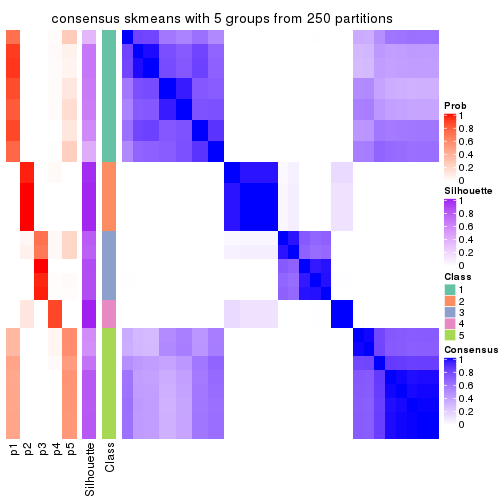 consensus skmeans with 5 groups from 250 partitions
Prob
1
0.8
0.6
0.4
0.2
0
Silhouette
1
0.8
0.6
0.4
0.2
0
Class
1
2
3
4
5
Consensus
1
0.8
0.6
0.4
0.2
0
p1
p2
p3
p4
p5
Silhouette
Class